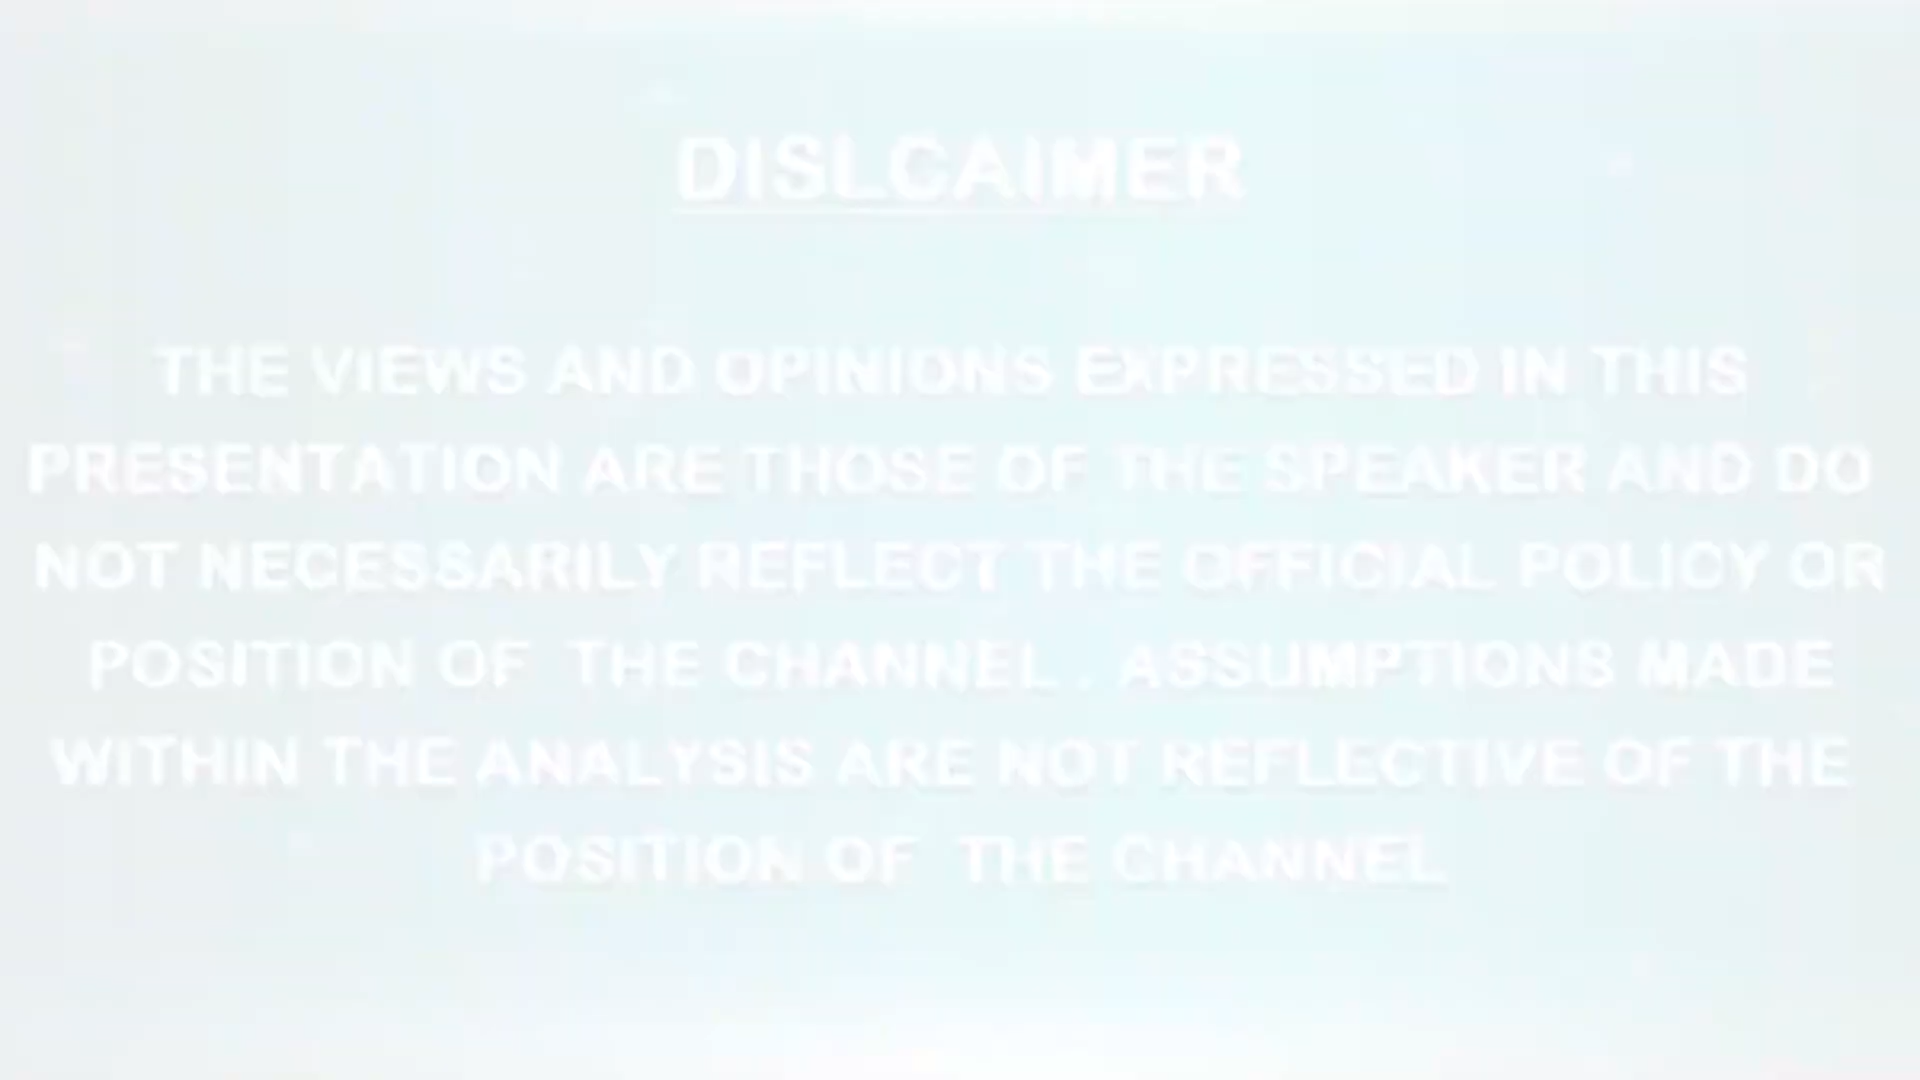 DISLCAIMER
THE VIEWS AND OPINIONS EXPRESSED IN THIS
PRESENTATION ARE THOSE OF THE SPEAKER AND DO
NOT NECESSARILY REFLECT THE OFFICIAL POLICY OR
POSITION OF THE CHANNEL . ASSUMPTIONS MADE
WITHIN THE ANALYSIS ARE NOT REFLECTIVE OF THE
POSITION OF THE CHANNEL